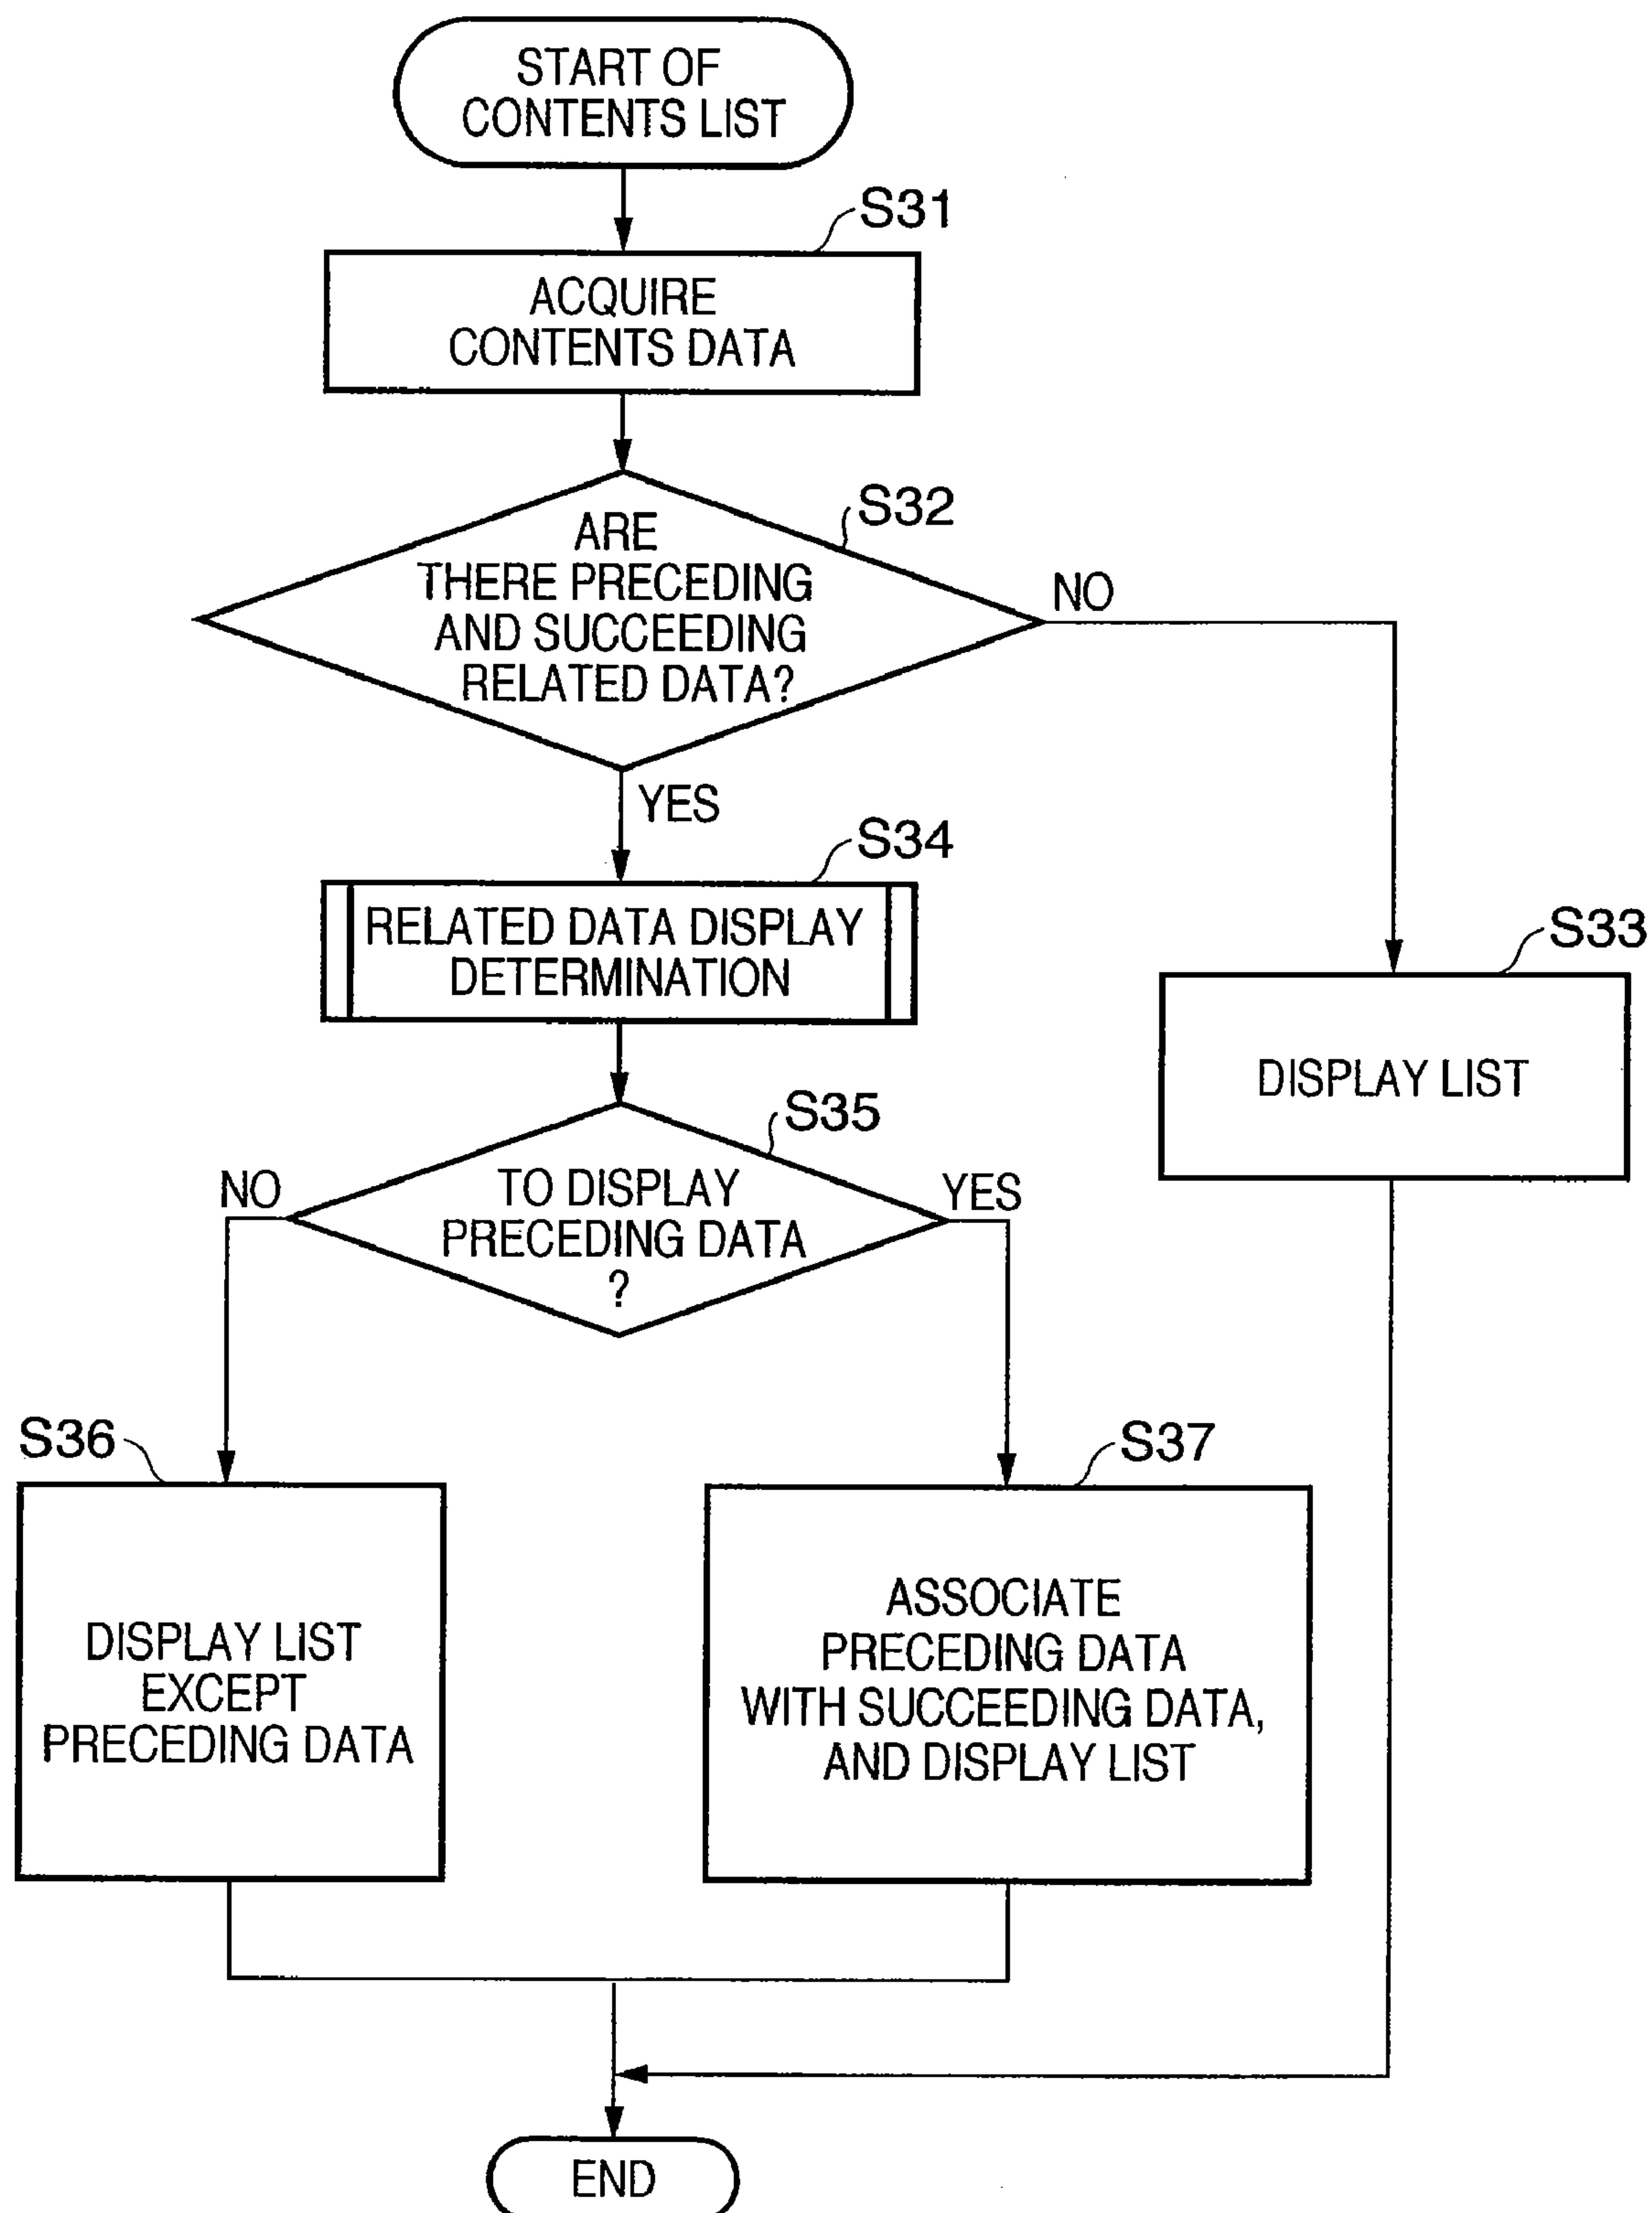 START OF
CONTENTS LIST
S31
ACQUIRE
CONTENTS DATA
S32
ARE
THERE PRECEDING
AND SUCCEEDING
RELATED DATA?
NO
YES
S34
RELATED DATA DISPLAY
DETERMINATION
S33
DISPLAY LIST
S35
TO DISPLAY
PRECEDING DATA
?
NO
YES
S36
DISPLAY LIST
EXCEPT
PRECEDING DATA
S37
ASSOCIATE
PRECEDING DATA
WITH SUCCEEDING DATA,
AND DISPLAY LIST
END